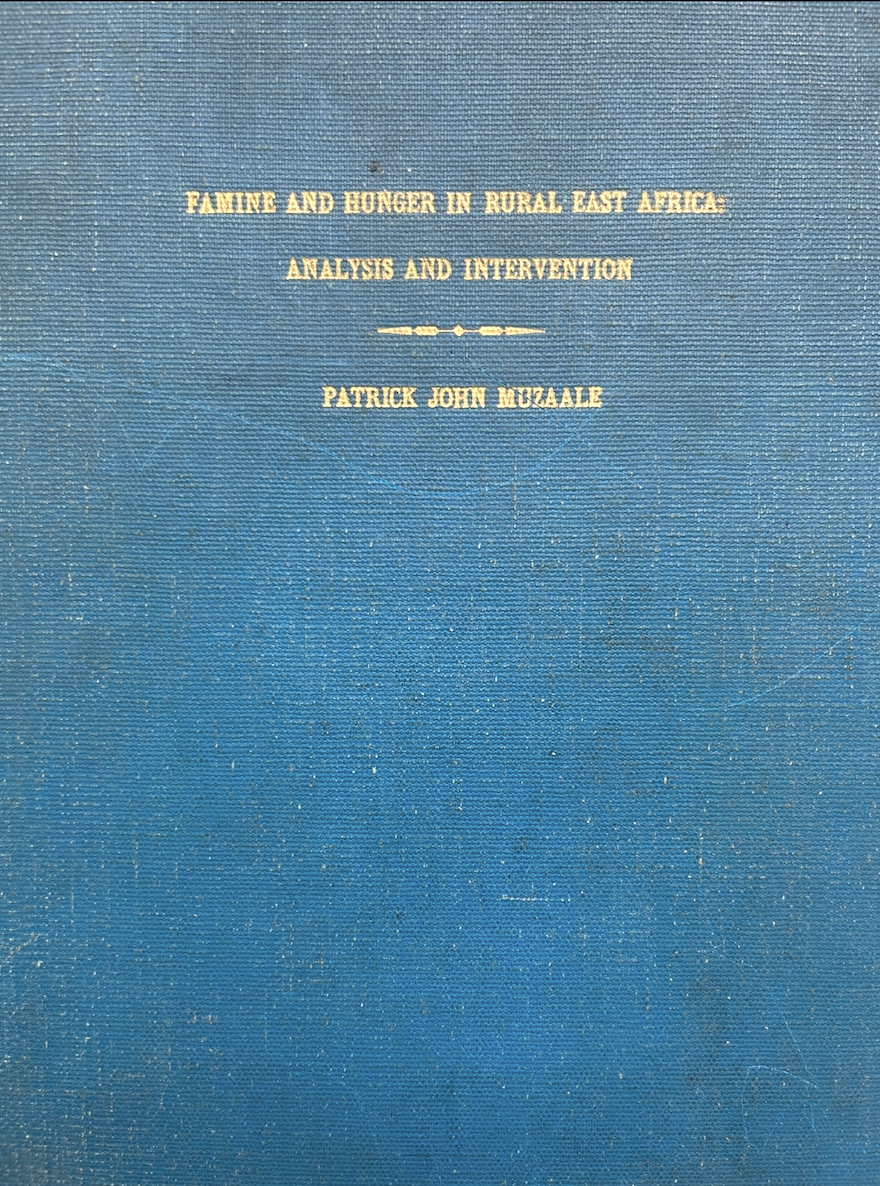 FAMINE AND HUNGER IN RURAL EAST AFRICA:
ANALYSIS AND INTERVENTION
PATRICK JOHN MUZAALE